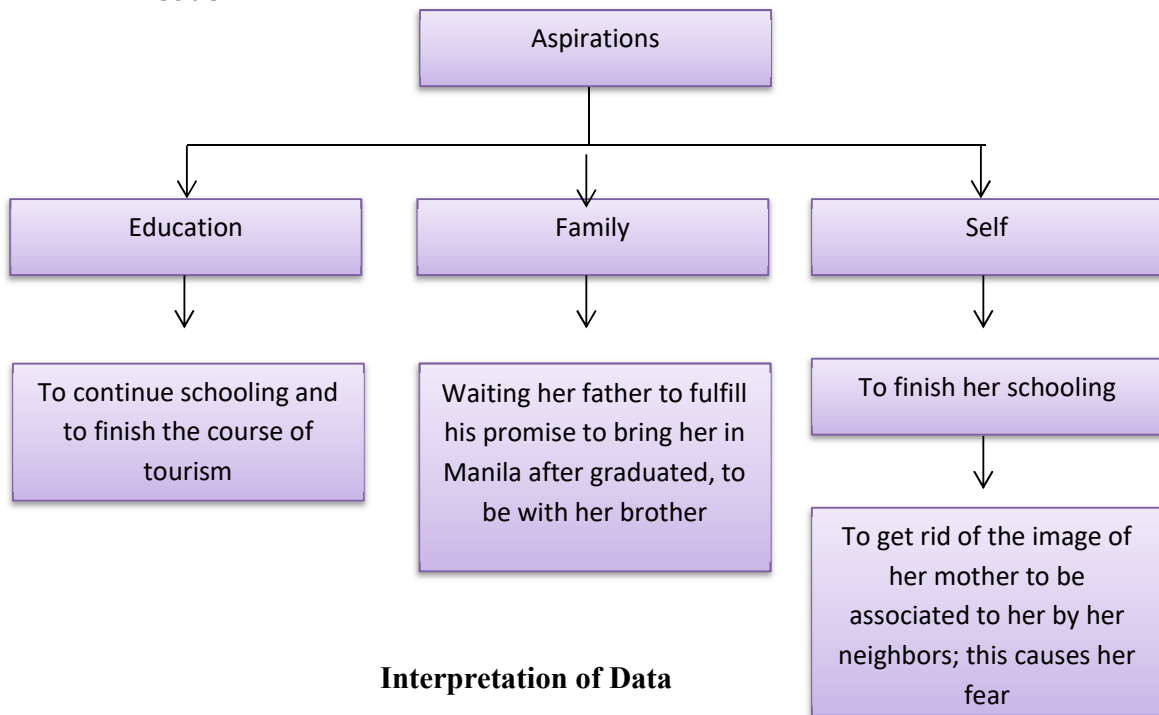 Aspirations
Education
Family
Self
To continue schooling and
to finish the course of
tourism
Waiting her father to fulfill
his promise to bring her in
Manila after graduated, to
be with her brother
To finish her schooling
To get rid of the image of
her mother to be
associated to her by her
neighbors; this causes her
fear
Interpretation of Data